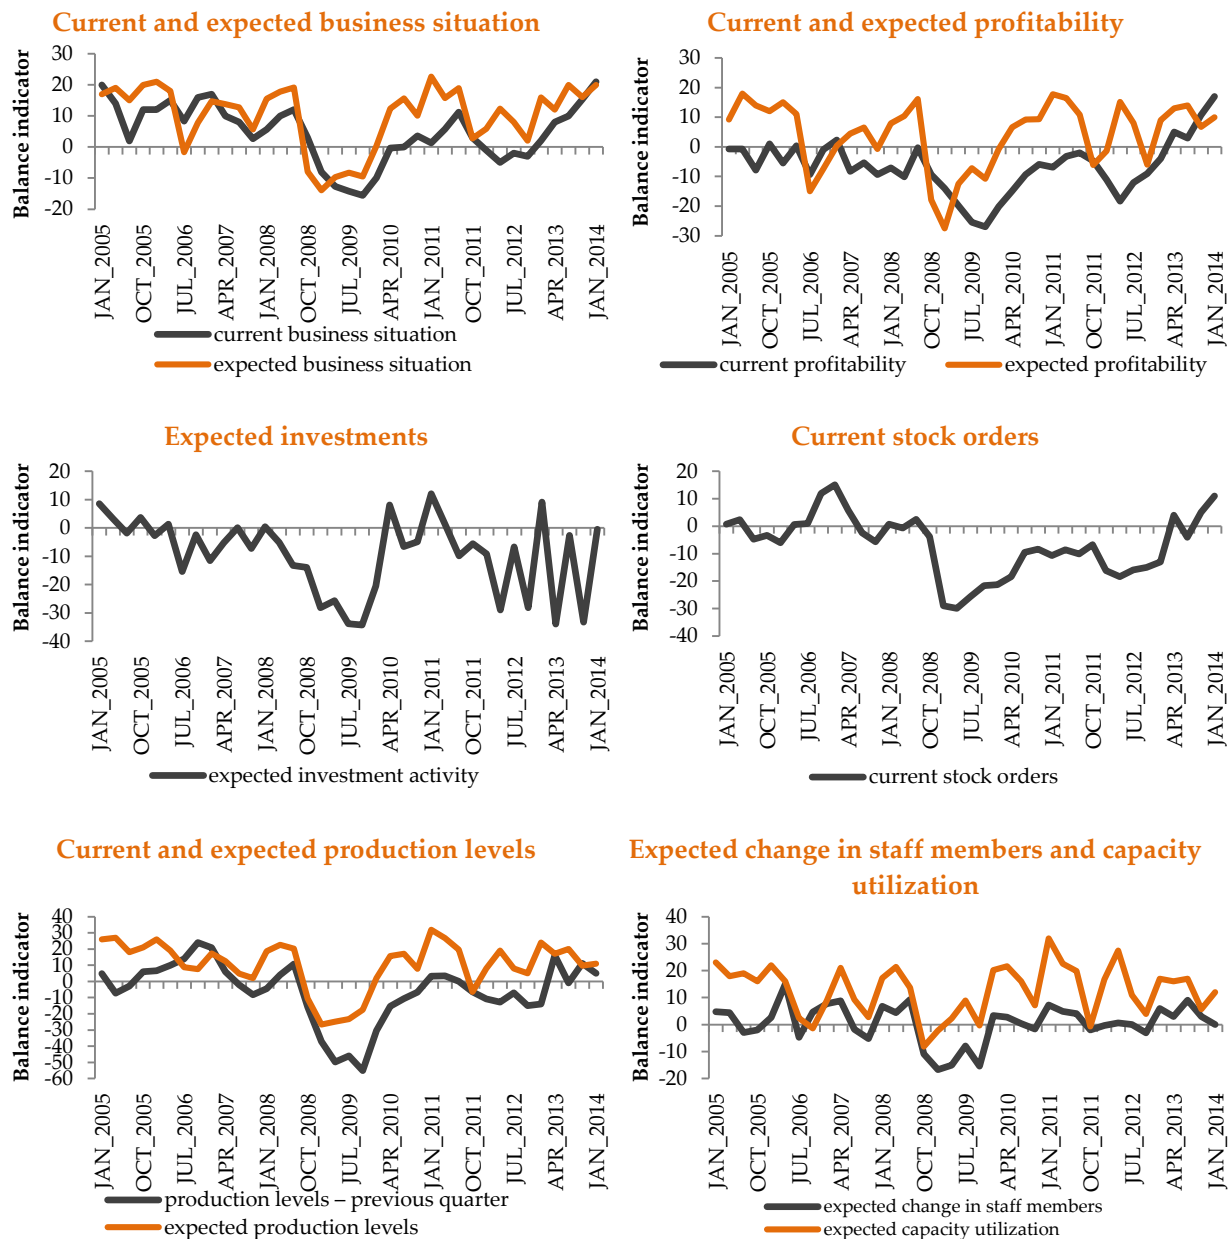 Current and expected business situation
Balance indicator
30
20
10
0
-10
-20
JAN_2005
OCT_2005
JUL_2006
APR_2007
JAN_2008
OCT_2008
JUL_2009
APR_2010
JAN_2011
OCT_2011
JUL_2012
APR_2013
JAN_2014
current business situation
expected business situation
Current and expected profitability
Balance indicator
30
20
10
0
-10
-20
-30
JAN_2005
OCT_2005
JUL_2006
APR_2007
JAN_2008
OCT_2008
JUL_2009
APR_2010
JAN_2011
OCT_2011
JUL_2012
APR_2013
JAN_2014
current profitability
expected profitability
Expected investments
Balance indicator
20
10
0
-10
-20
-30
-40
JAN_2005
OCT_2005
JUL_2006
APR_2007
JAN_2008
OCT_2008
JUL_2009
APR_2010
JAN_2011
OCT_2011
JUL_2012
APR_2013
JAN_2014
expected investment activity
Current stock orders
Balance indicator
20
10
0
-10
-20
-30
-40
JAN_2005
OCT_2005
JUL_2006
APR_2007
JAN_2008
OCT_2008
JUL_2009
APR_2010
JAN_2011
OCT_2011
JUL_2012
APR_2013
JAN_2014
current stock orders
Current and expected production levels
Balance indicator
40
30
20
10
0
-10
-20
-30
-40
-50
-60
JAN_2005
OCT_2005
JUL_2006
APR_2007
JAN_2008
OCT_2008
JUL_2009
APR_2010
JAN_2011
OCT_2011
JUL_2012
APR_2013
JAN_2014
production levels – previous quarter
expected production levels
Expected change in staff members and capacity
utilization
Balance indicator
40
30
20
10
0
-10
-20
JAN_2005
OCT_2005
JUL_2006
APR_2007
JAN_2008
OCT_2008
JUL_2009
APR_2010
JAN_2011
OCT_2011
JUL_2012
APR_2013
JAN_2014
expected change in staff members
expected capacity utilization